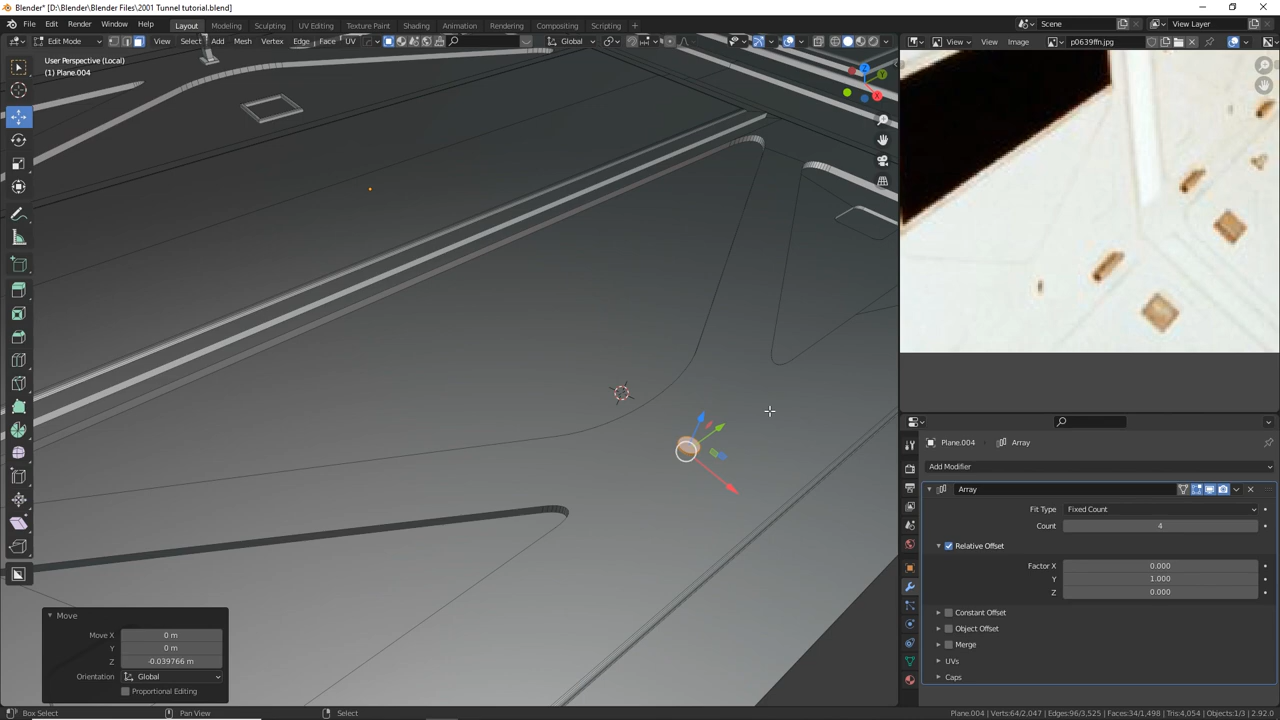 Blender* [D:\Blender\Blender Files\2001 Tunnel tutorial.blend]
File Edit Render Window Help Layout Modeling Sculpting UV Editing Texture Paint Shading Animation Rendering Compositing Scripting + Scene View Layer
Edit Mode View Select Add Mesh Vertex Edge Face UV Global View View Image p0639ffn.jpg
User Perspective (Local)
(1) Plane.004
Plane.004 Array
Add Modifier
Array
Fit Type Fixed Count
Count 4
Relative Offset
Factor X 0.000
Y 1.000
Z 0.000
Constant Offset
Object Offset
Merge
UVs
Caps
Move
Move X 0 m
Y 0 m
Z -0.039766 m
Orientation Global
Proportional Editing
Box Select Pan View Select Plane.004 | Verts:64/2,047 | Edges:96/3,525 | Faces:34/1,498 | Tris:4,054 | Objects:1/3 | 2.92.0